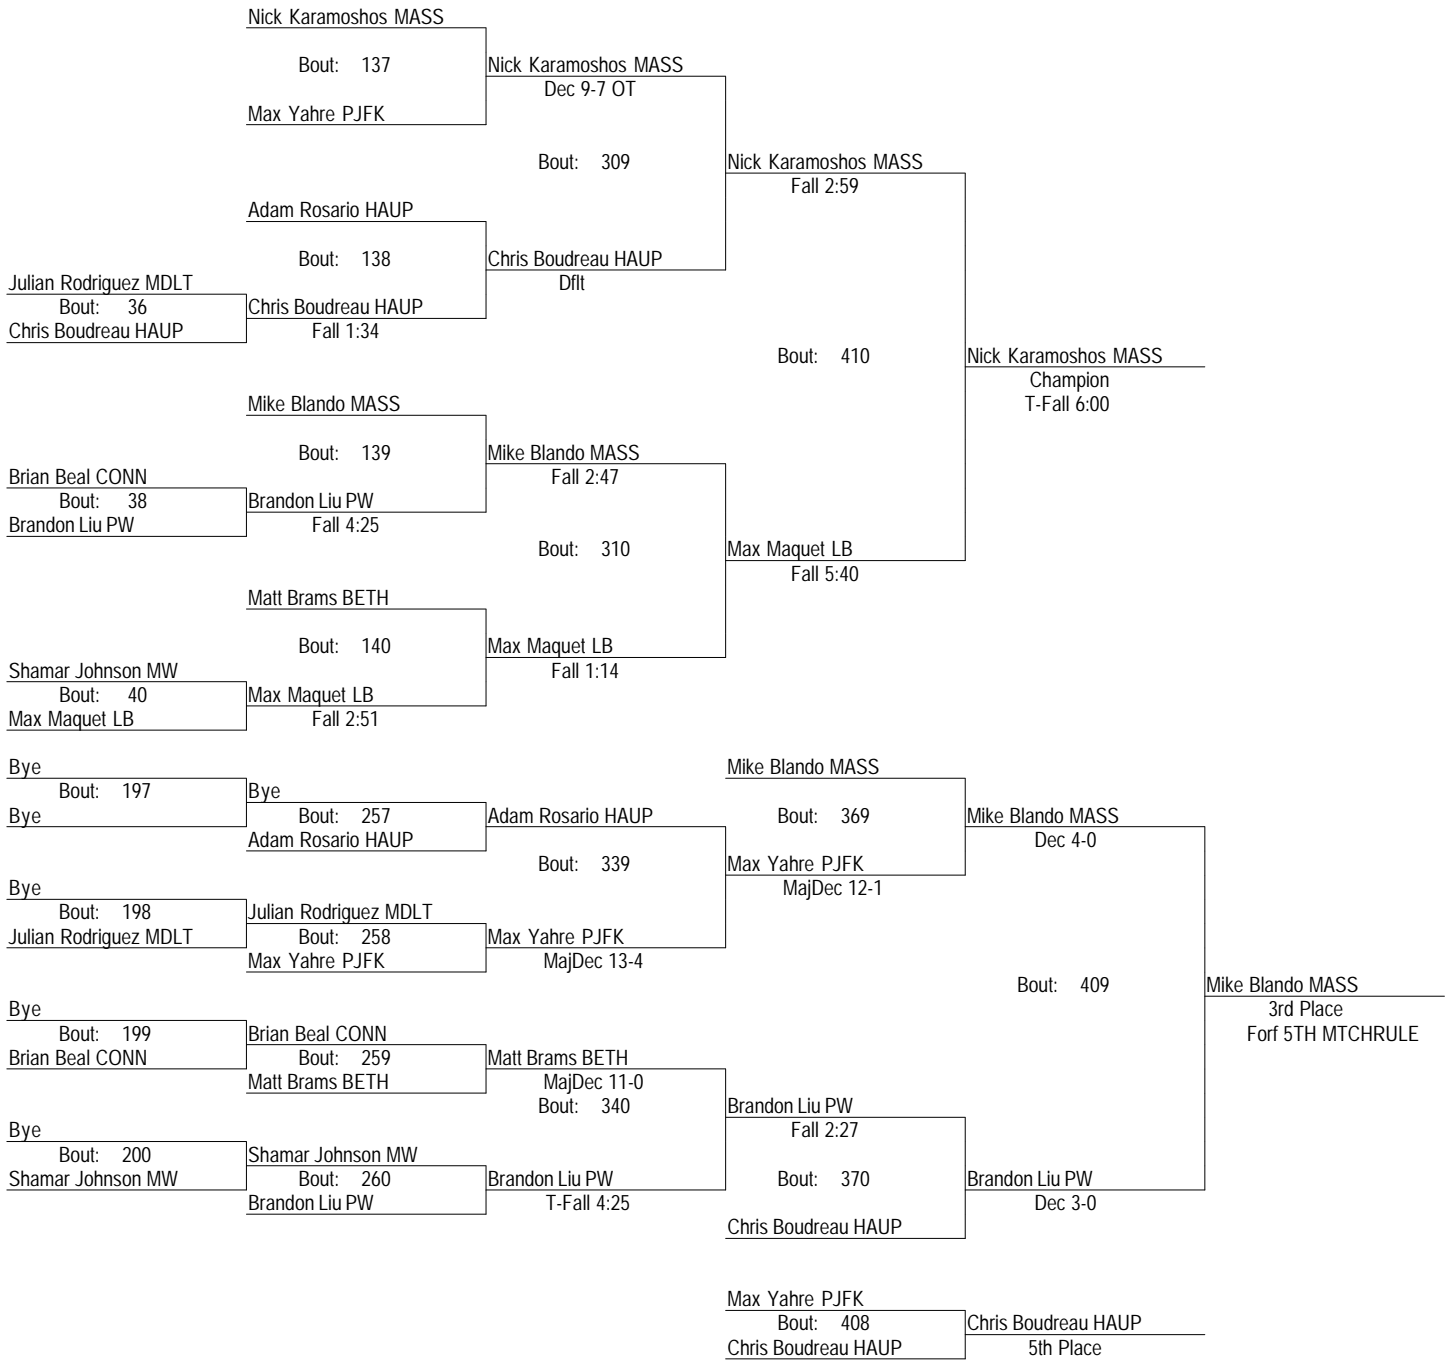 Nick Karamoshos MASS
Bout: 137
Nick Karamoshos MASS
Dec 9-7 OT
Max Yahre PJFK
Bout: 309
Nick Karamoshos MASS
Fall 2:59
Adam Rosario HAUP
Bout: 138
Chris Boudreau HAUP
Dflt
Julian Rodriguez MDLT
Bout: 36
Chris Boudreau HAUP
Chris Boudreau HAUP
Fall 1:34
Bout: 410
Nick Karamoshos MASS
Champion
T-Fall 6:00
Mike Blando MASS
Bout: 139
Mike Blando MASS
Fall 2:47
Brian Beal CONN
Bout: 38
Brandon Liu PW
Brandon Liu PW
Fall 4:25
Bout: 310
Max Maquet LB
Fall 5:40
Matt Brams BETH
Bout: 140
Max Maquet LB
Fall 1:14
Shamar Johnson MW
Bout: 40
Max Maquet LB
Max Maquet LB
Fall 2:51
Bye
Bout: 197
Bye
Bye
Bout: 257
Adam Rosario HAUP
Adam Rosario HAUP
Mike Blando MASS
Bout: 369
Mike Blando MASS
Dec 4-0
Bout: 339
Max Yahre PJFK
MajDec 12-1
Bye
Bout: 198
Julian Rodriguez MDLT
Julian Rodriguez MDLT
Bout: 258
Max Yahre PJFK
Max Yahre PJFK
MajDec 13-4
Bout: 409
Mike Blando MASS
3rd Place
Forf 5TH MTCHRULE
Bye
Bout: 199
Brian Beal CONN
Brian Beal CONN
Bout: 259
Matt Brams BETH
Matt Brams BETH
MajDec 11-0
Bout: 340
Brandon Liu PW
Fall 2:27
Bye
Bout: 200
Shamar Johnson MW
Shamar Johnson MW
Bout: 260
Brandon Liu PW
Brandon Liu PW
T-Fall 4:25
Bout: 370
Brandon Liu PW
Dec 3-0
Chris Boudreau HAUP
Max Yahre PJFK
Bout: 408
Chris Boudreau HAUP
Chris Boudreau HAUP
5th Place